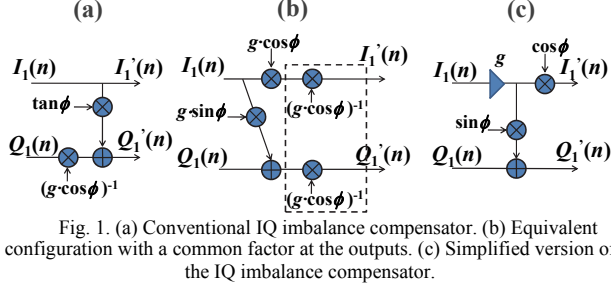 (a) (b) (c)
g·cosϕ cosϕ
g
I₁(n) I₁’(n) I₁(n) I₁’(n) I₁(n) I₁’(n)
(g·cosϕ)⁻¹
tanϕ g·sinϕ sinϕ
Q₁(n) Q₁’(n) Q₁(n) Q₁’(n) Q₁(n) Q₁’(n)
(g·cosϕ)⁻¹ (g·cosϕ)⁻¹
Fig. 1. (a) Conventional IQ imbalance compensator. (b) Equivalent
configuration with a common factor at the outputs. (c) Simplified version
the IQ imbalance compensator.